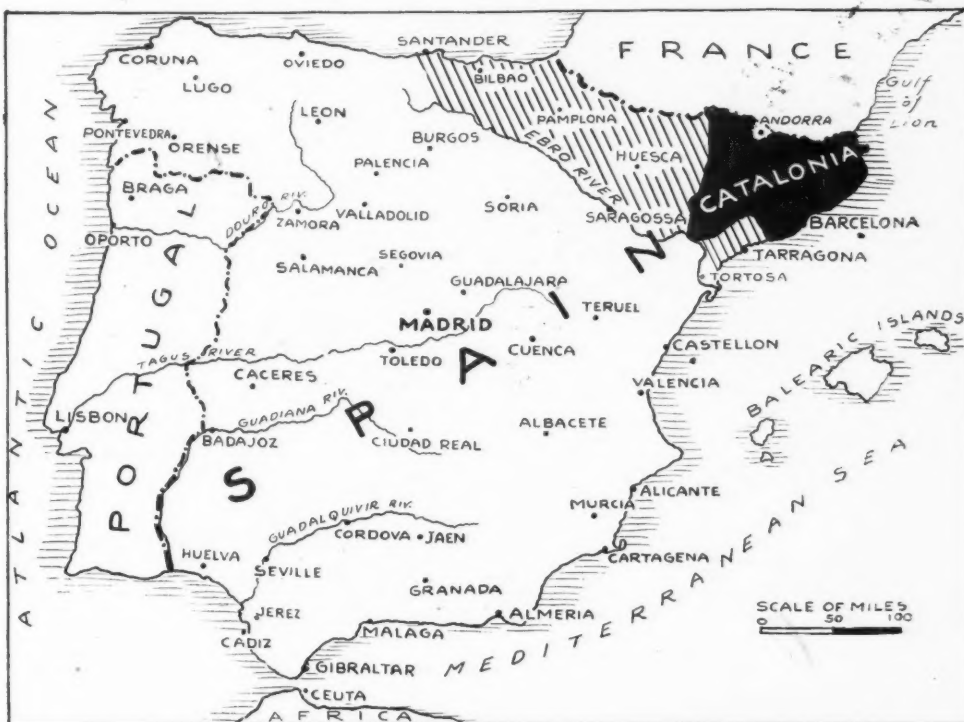 FRANCE
SANTANDER
CORUNA
OVIEDO
BILBAO
LUGO
Gulf of Lion
LEON
PAMPLONA
ANDORRA
PONTEVEDRA
ORENSE
BURGOS
EBRO RIVER
HUESCA
CATALONIA
PALENCIA
BRAGA
DOURO RIV.
ZAMORA
VALLADOLID
SORIA
SARAGOSSA
BARCELONA
OPORTO
TARRAGONA
SALAMANCA
SEGOVIA
TORTOSA
GUADALAJARA
TERUEL
MADRID
CASTELLON
BALEARIC ISLANDS
TAGUS RIVER
TOLEDO
CUENCA
CACERES
VALENCIA
LISBON
GUADIANA RIV.
BADAJOZ
CIUDAD REAL
ALBACETE
PORTUGAL
SPAIN
ATLANTIC OCEAN
ALICANTE
MURCIA
GUADALQUIVIR RIV.
CORDOVA
JAEN
CARTAGENA
HUELVA
SEVILLE
GRANADA
ALMERIA
SCALE OF MILES
0 50 100
JEREZ
CADIZ
MALAGA
MEDITERRANEAN SEA
GIBRALTAR
CEUTA
AFRICA